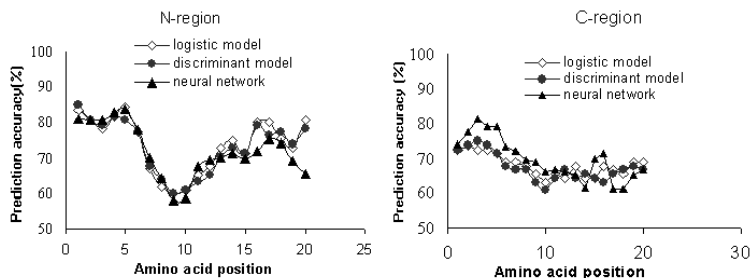 N-region
100
90
80
70
60
50
0
5
10
15
20
25
Prediction accuracy(%)
Amino acid position
logistic model
discriminant model
neural network
C-region
100
90
80
70
60
50
0
10
20
30
Prediction accuracy (%)
Amino acid position
logistic model
discriminant model
neural network